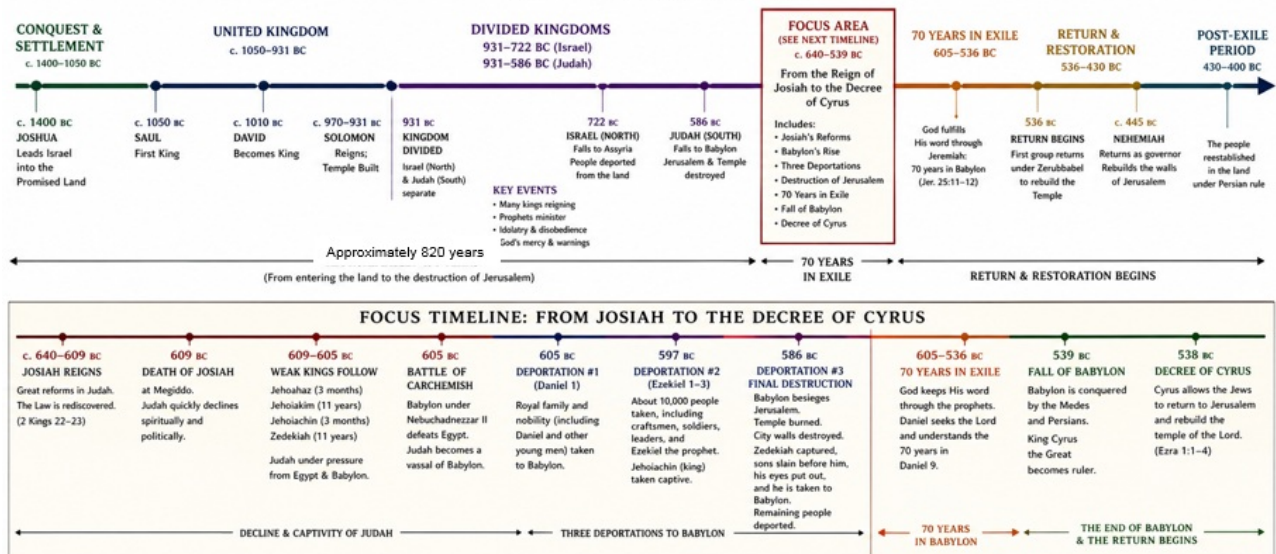 CONQUEST &
SETTLEMENT
c. 1400–1050 BC
UNITED KINGDOM
c. 1050–931 BC
DIVIDED KINGDOMS
931–722 BC (Israel)
931–586 BC (Judah)
FOCUS AREA
(SEE NEXT TIMELINE)
c. 640–539 BC
From the Reign of
Josiah to the Decree
of Cyrus
Includes:
• Josiah's Reforms
• Babylon's Rise
• Three Deportations
• Destruction of Jerusalem
• 70 Years in Exile
• Fall of Babylon
• Decree of Cyrus
70 YEARS IN EXILE
605–536 BC
RETURN &
RESTORATION
536–430 BC
POST-EXILE
PERIOD
430–400 BC
c. 1400 BC
JOSHUA
Leads Israel
into the
Promised Land
c. 1050 BC
SAUL
First King
c. 1010 BC
DAVID
Becomes King
c. 970–931 BC
SOLOMON
Reigns;
Temple Built
931 BC
KINGDOM
DIVIDED
Israel (North)
& Judah (South)
separate
KEY EVENTS
• Many kings reigning
• Prophets minister
• Idolatry & disobedience
God's mercy & warnings
722 BC
ISRAEL (NORTH)
Falls to Assyria
People deported
from the land
586 BC
JUDAH (SOUTH)
Falls to Babylon
Jerusalem & Temple
destroyed
God fulfills
His word through
Jeremiah:
70 years in Babylon
(Jer. 25:11–12)
536 BC
RETURN BEGINS
First group returns
under Zerubbabel
to rebuild the
Temple
c. 445 BC
NEHEMIAH
Returns as governor
Rebuilds the walls
of Jerusalem
The people
reestablished
in the land
under Persian rule
Approximately 820 years
(From entering the land to the destruction of Jerusalem)
70 YEARS
IN EXILE
RETURN & RESTORATION BEGINS
FOCUS TIMELINE: FROM JOSIAH TO THE DECREE OF CYRUS
c. 640–609 BC
JOSIAH REIGNS
Great reforms in Judah.
The Law is rediscovered.
(2 Kings 22–23)
609 BC
DEATH OF JOSIAH
at Megiddo.
Judah quickly declines
spiritually and
politically.
609–605 BC
WEAK KINGS FOLLOW
Jehoahaz (3 months)
Jehoiakim (11 years)
Jehoiachin (3 months)
Zedekiah (11 years)
Judah under pressure
from Egypt & Babylon.
605 BC
BATTLE OF
CARCHEMISH
Babylon under
Nebuchadnezzar II
defeats Egypt.
Judah becomes a
vassal of Babylon.
605 BC
DEPORTATION #1
(Daniel 1)
Royal family and
nobility (including
Daniel and other
young men) taken
to Babylon.
597 BC
DEPORTATION #2
(Ezekiel 1–3)
About 10,000 people
taken, including
craftsmen, soldiers,
leaders, and
Ezekiel the prophet.
Jehoiachin (king)
taken captive.
586 BC
DEPORTATION #3
FINAL DESTRUCTION
Babylon besieges
Jerusalem.
Temple burned.
City walls destroyed.
Zedekiah captured,
sons slain before him,
his eyes put out,
and he is taken to
Babylon.
Remaining people
deported.
605–536 BC
70 YEARS IN EXILE
God keeps His word
through the prophets.
Daniel seeks the Lord
and understands the
70 years in
Daniel 9.
539 BC
FALL OF BABYLON
Babylon is conquered
by the Medes
and Persians.
King Cyrus
the Great
becomes ruler.
538 BC
DECREE OF CYRUS
Cyrus allows the Jews
to return to Jerusalem
and rebuild the
temple of the Lord.
(Ezra 1:1–4)
DECLINE & CAPTIVITY OF JUDAH
THREE DEPORTATIONS TO BABYLON
70 YEARS
IN BABYLON
THE END OF BABYLON
& THE RETURN BEGINS